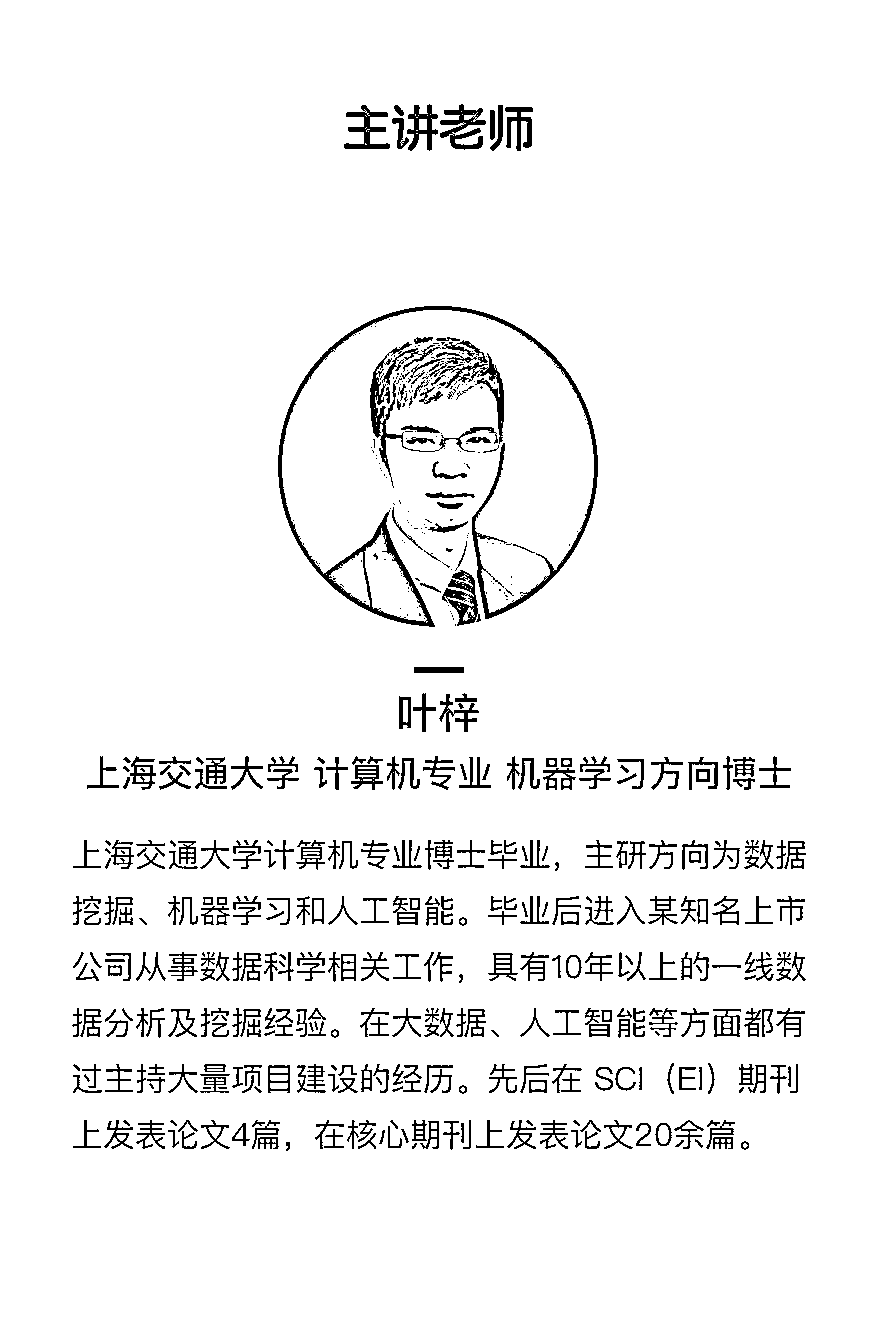 主讲老师
叶梓
上海交通大学 计算机专业 机器学习方向博士
上海交通大学计算机专业博士毕业，主研方向为数据
挖掘、机器学习和人工智能。毕业后进入某知名上市
公司从事数据科学相关工作，具有10年以上的一线数
据分析及挖掘经验。在大数据、人工智能等方面都有
过主持大量项目建设的经历。先后在 SCI（EI）期刊
上发表论文4篇，在核心期刊上发表论文20余篇。